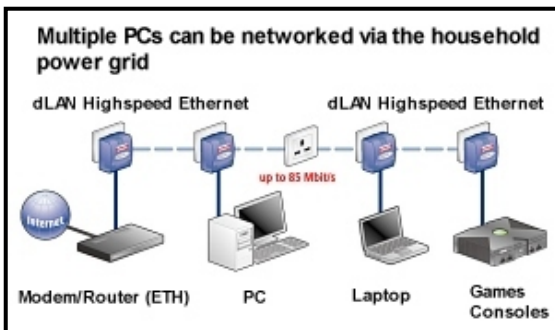 Multiple PCs can be networked via the household
power grid
dLAN Highspeed Ethernet
dLAN Highspeed Ethernet
up to 85 Mbit/s
Internet
Modem/Router (ETH)
PC
Laptop
Games
Consoles